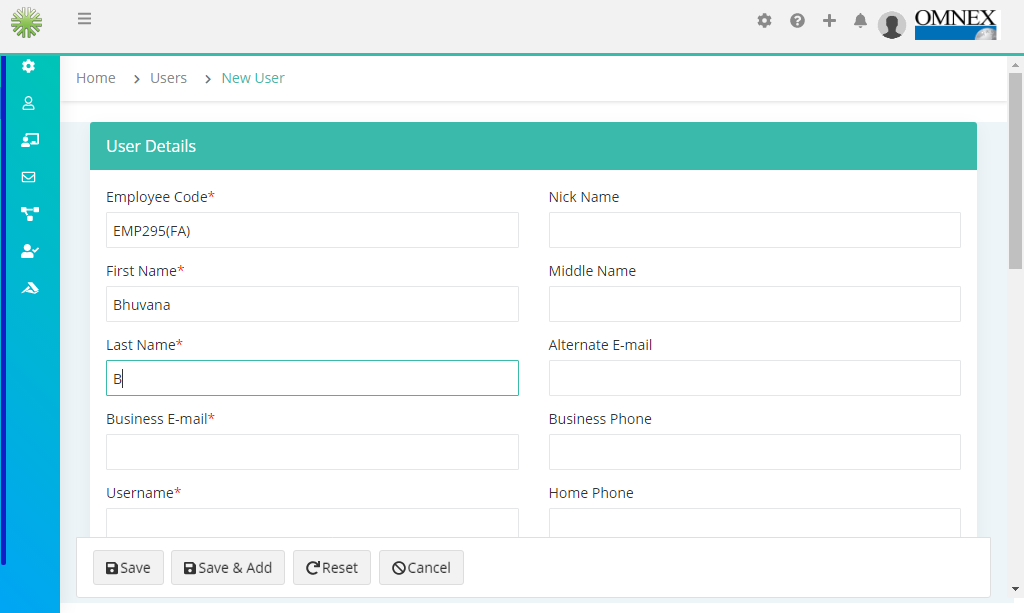 OMNEX
Home > Users > New User
User Details
Employee Code*
Nick Name
EMP295(FA)
First Name*
Middle Name
Bhuvana
Last Name*
Alternate E-mail
B
Business E-mail*
Business Phone
Username*
Home Phone
Save
Save & Add
Reset
Cancel